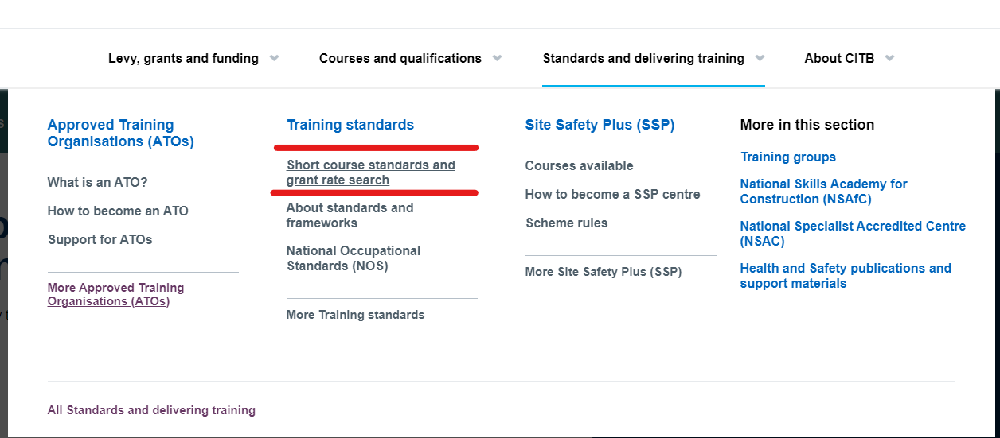 Levy, grants and funding
Courses and qualifications
Standards and delivering training
About CITB
Approved Training
Organisations (ATOs)
What is an ATO?
How to become an ATO
Support for ATOs
More Approved Training
Organisations (ATOs)
Training standards
Short course standards and
grant rate search
About standards and
frameworks
National Occupational
Standards (NOS)
More Training standards
Site Safety Plus (SSP)
Courses available
How to become a SSP centre
Scheme rules
More Site Safety Plus (SSP)
More in this section
Training groups
National Skills Academy for
Construction (NSAfC)
National Specialist Accredited Centre
(NSAC)
Health and Safety publications and
support materials
All Standards and delivering training